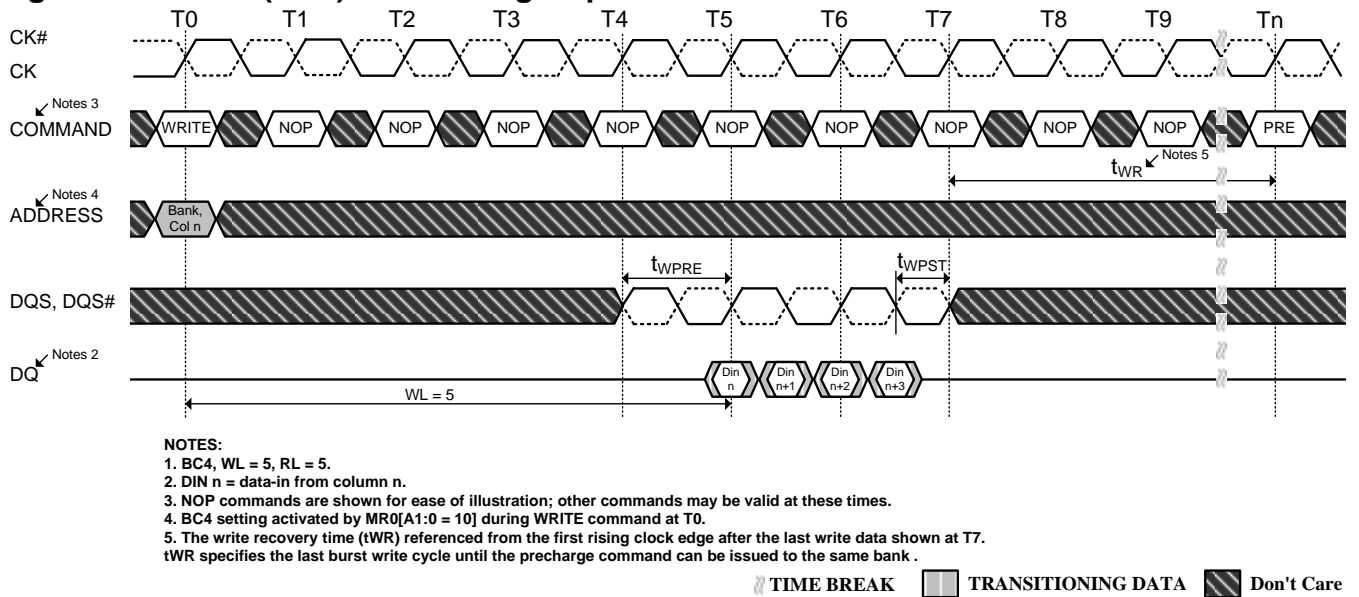 T0 T1 T2 T3 T4 T5 T6 T7 T8 T9 Tn
CK#
CK
Notes 3
COMMAND
WRITE NOP NOP NOP NOP NOP NOP NOP NOP NOP PRE
tWR Notes 5
Notes 4
ADDRESS
Bank,
Col n
tWPRE tWPST
DQS, DQS#
Notes 2
DQ
Din n
Din n+1
Din n+2
Din n+3
WL = 5
NOTES:
1. BC4, WL = 5, RL = 5.
2. DIN n = data-in from column n.
3. NOP commands are shown for ease of illustration; other commands may be valid at these times.
4. BC4 setting activated by MR0[A1:0 = 10] during WRITE command at T0.
5. The write recovery time (tWR) referenced from the first rising clock edge after the last write data shown at T7.
tWR specifies the last burst write cycle until the precharge command can be issued to the same bank .
TIME BREAK TRANSITIONING DATA Don't Care